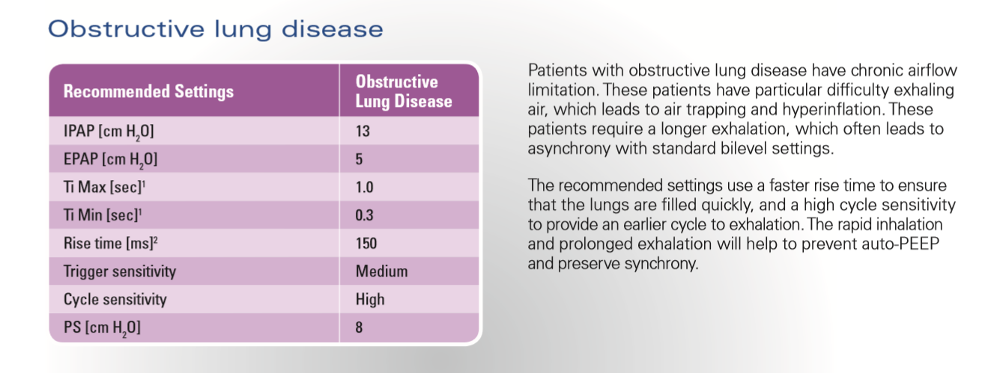 Obstructive lung disease
Recommended Settings Obstructive Lung Disease
IPAP [cm H₂O] 13
EPAP [cm H₂O] 5
Ti Max [sec]¹ 1.0
Ti Min [sec]¹ 0.3
Rise time [ms]² 150
Trigger sensitivity Medium
Cycle sensitivity High
PS [cm H₂O] 8
Patients with obstructive lung disease have chronic airflow
limitation. These patients have particular difficulty exhaling
air, which leads to air trapping and hyperinflation. These
patients require a longer exhalation, which often leads to
asynchrony with standard bilevel settings.
The recommended settings use a faster rise time to ensure
that the lungs are filled quickly, and a high cycle sensitivity
to provide an earlier cycle to exhalation. The rapid inhalation
and prolonged exhalation will help to prevent auto-PEEP
and preserve synchrony.